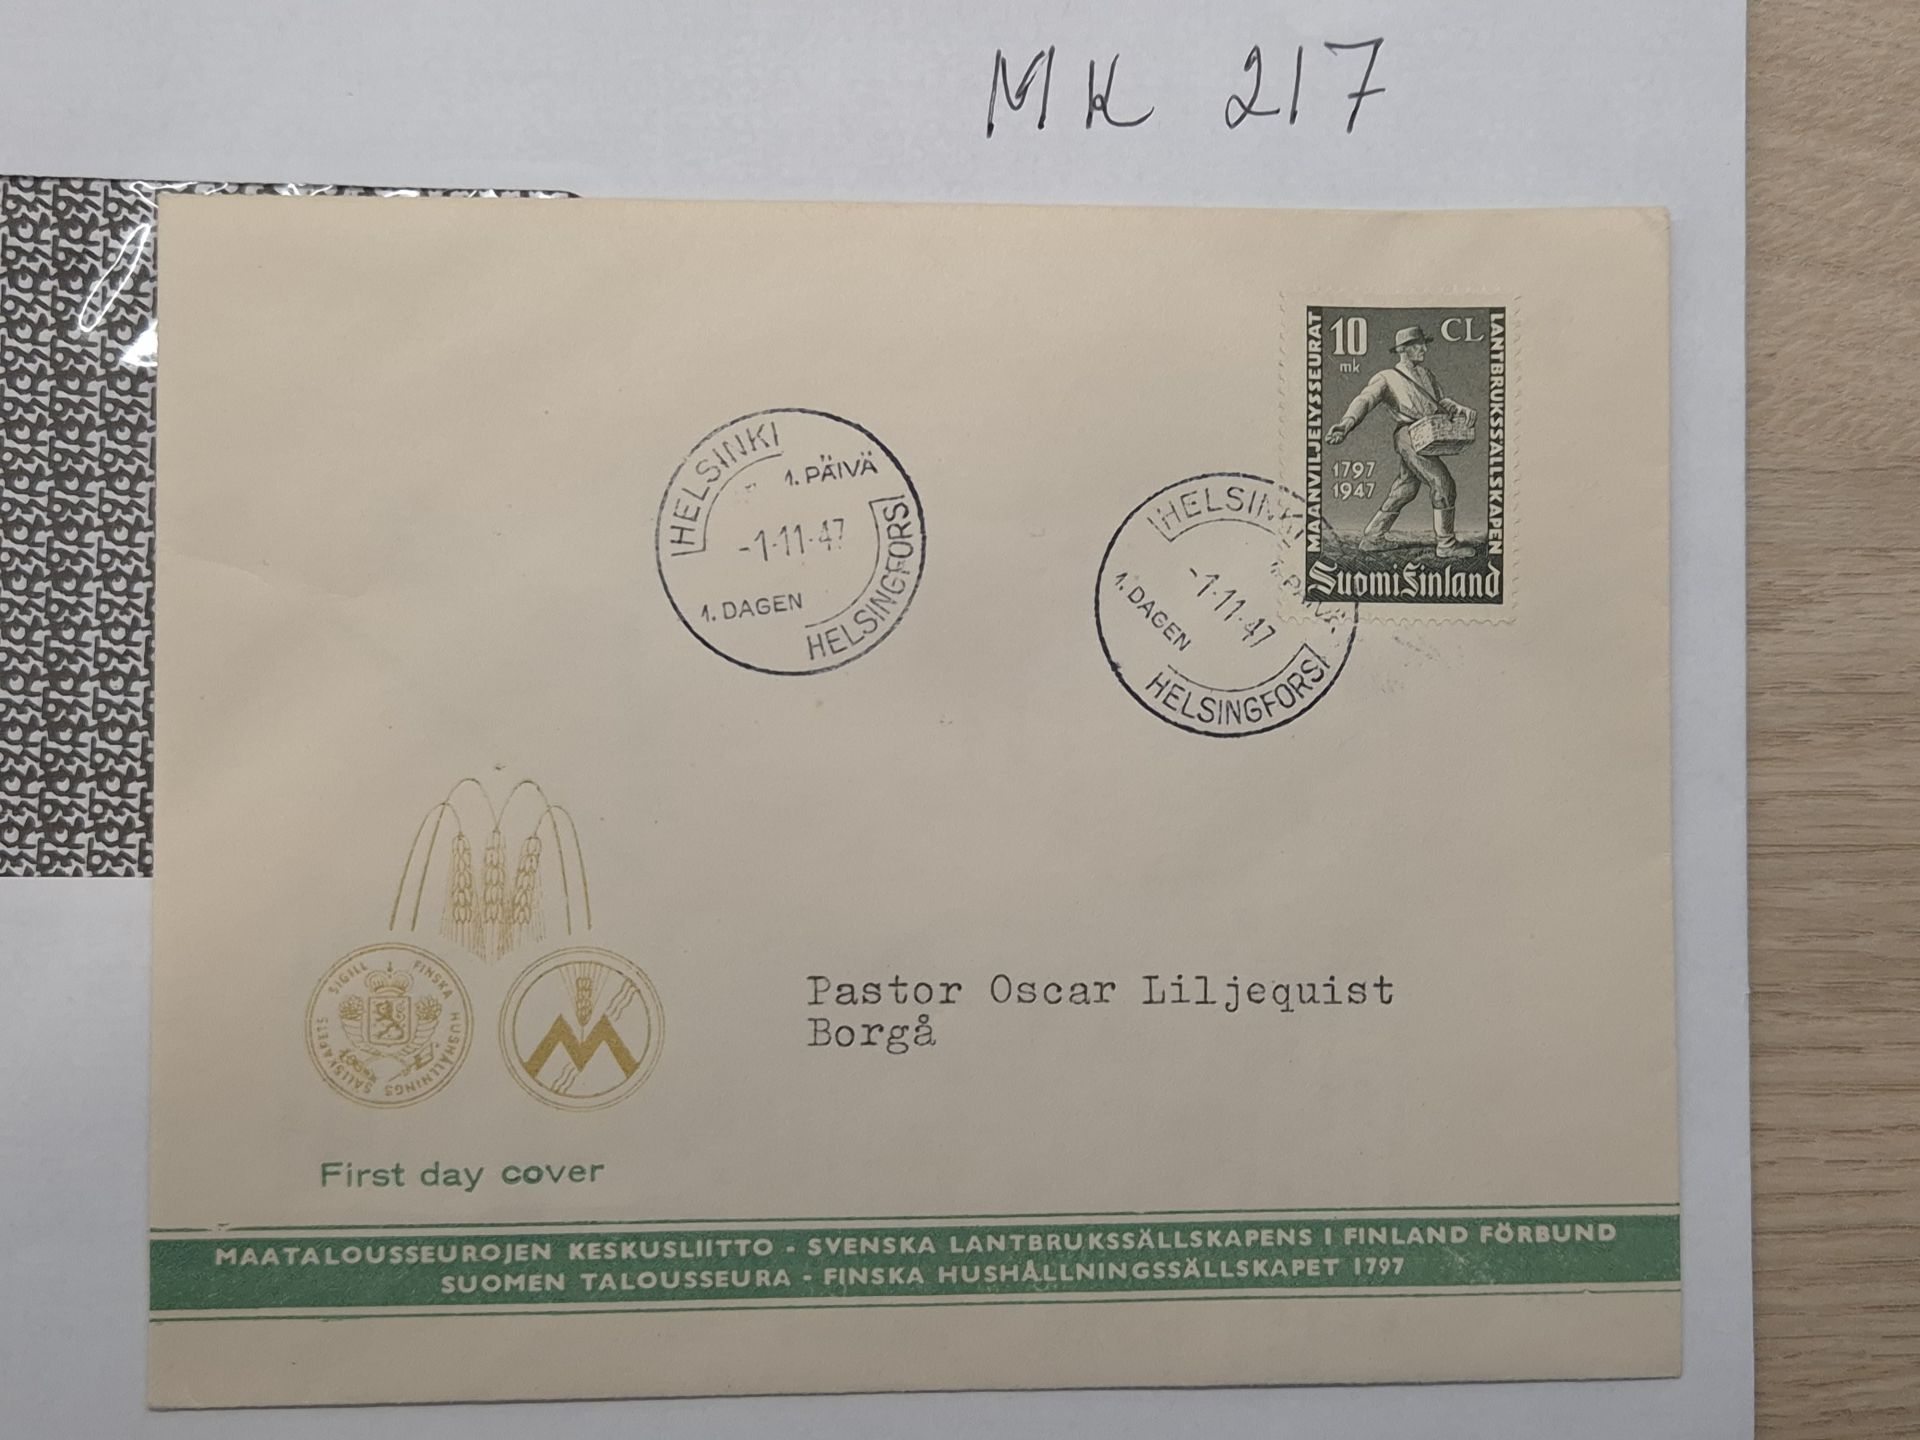 MK 217
10 mk
CL
MAANVILJELYSSEURAT
LANTBRUKSSÄLLSKAPEN
1797
1947
Suomi Finland
HELSINKI
1. PÄIVÄ
-1-11-47
1. DAGEN
HELSINGFORS
HELSINKI
1. PÄIVÄ
-1-11-47
1. DAGEN
HELSINGFORS
SIGILL FINSKA HUSHÅLLNINGS SÄLLSKAPETS
Pastor Oscar Liljequist
Borgå
First day cover
MAATALOUSSEUROJEN KESKUSLIITTO - SVENSKA LANTBRUKSSÄLLSKAPENS I FINLAND FÖRBUND
SUOMEN TALOUSSEURA - FINSKA HUSHÅLLNINGSSÄLLSKAPET 1797